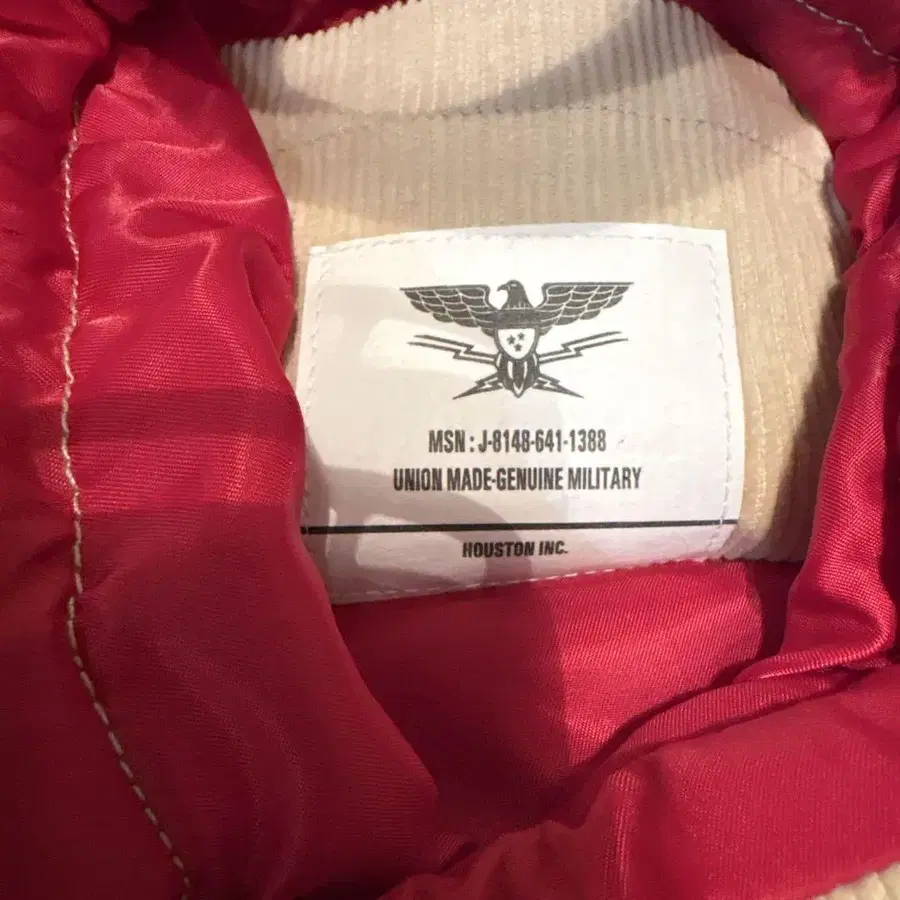 MSN : J-8148-641-1388
UNION MADE-GENUINE MILITARY
HOUSTON INC.